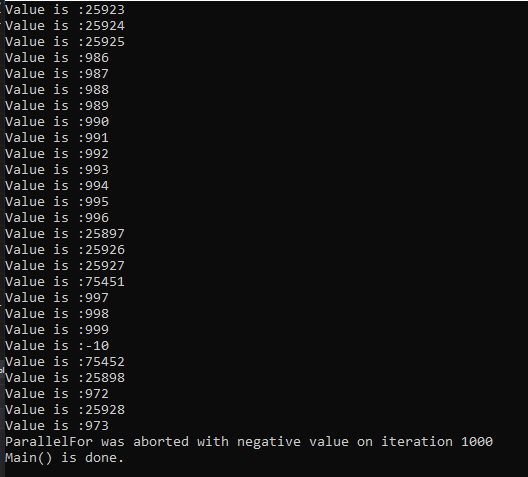 Value is :25923
Value is :25924
Value is :25925
Value is :986
Value is :987
Value is :988
Value is :989
Value is :990
Value is :991
Value is :992
Value is :993
Value is :994
Value is :995
Value is :996
Value is :25897
Value is :25926
Value is :25927
Value is :75451
Value is :997
Value is :998
Value is :999
Value is :-10
Value is :75452
Value is :25898
Value is :972
Value is :25928
Value is :973
ParallelFor was aborted with negative value on iteration 1000
Main() is done.